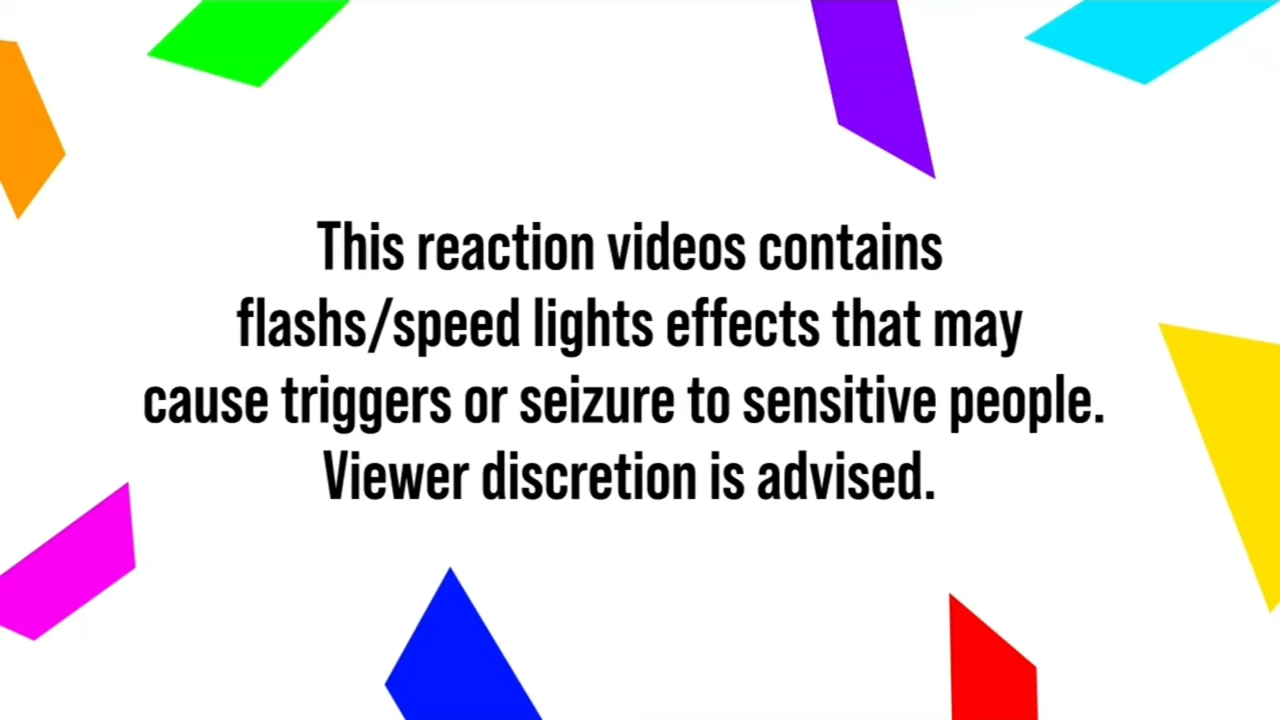 This reaction videos contains
flashs/speed lights effects that may
cause triggers or seizure to sensitive people.
Viewer discretion is advised.